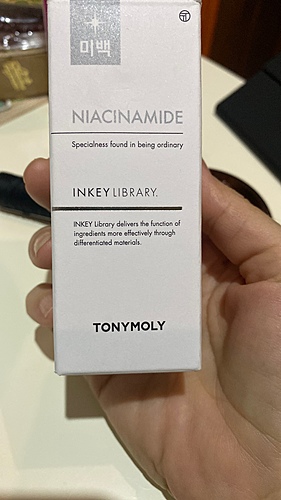 미백
NIACINAMIDE
Specialness found in being ordinary
INKEY LIBRARY.
INKEY Library delivers the function of
ingredients more effectively through
differentiated materials.
TONYMOLY